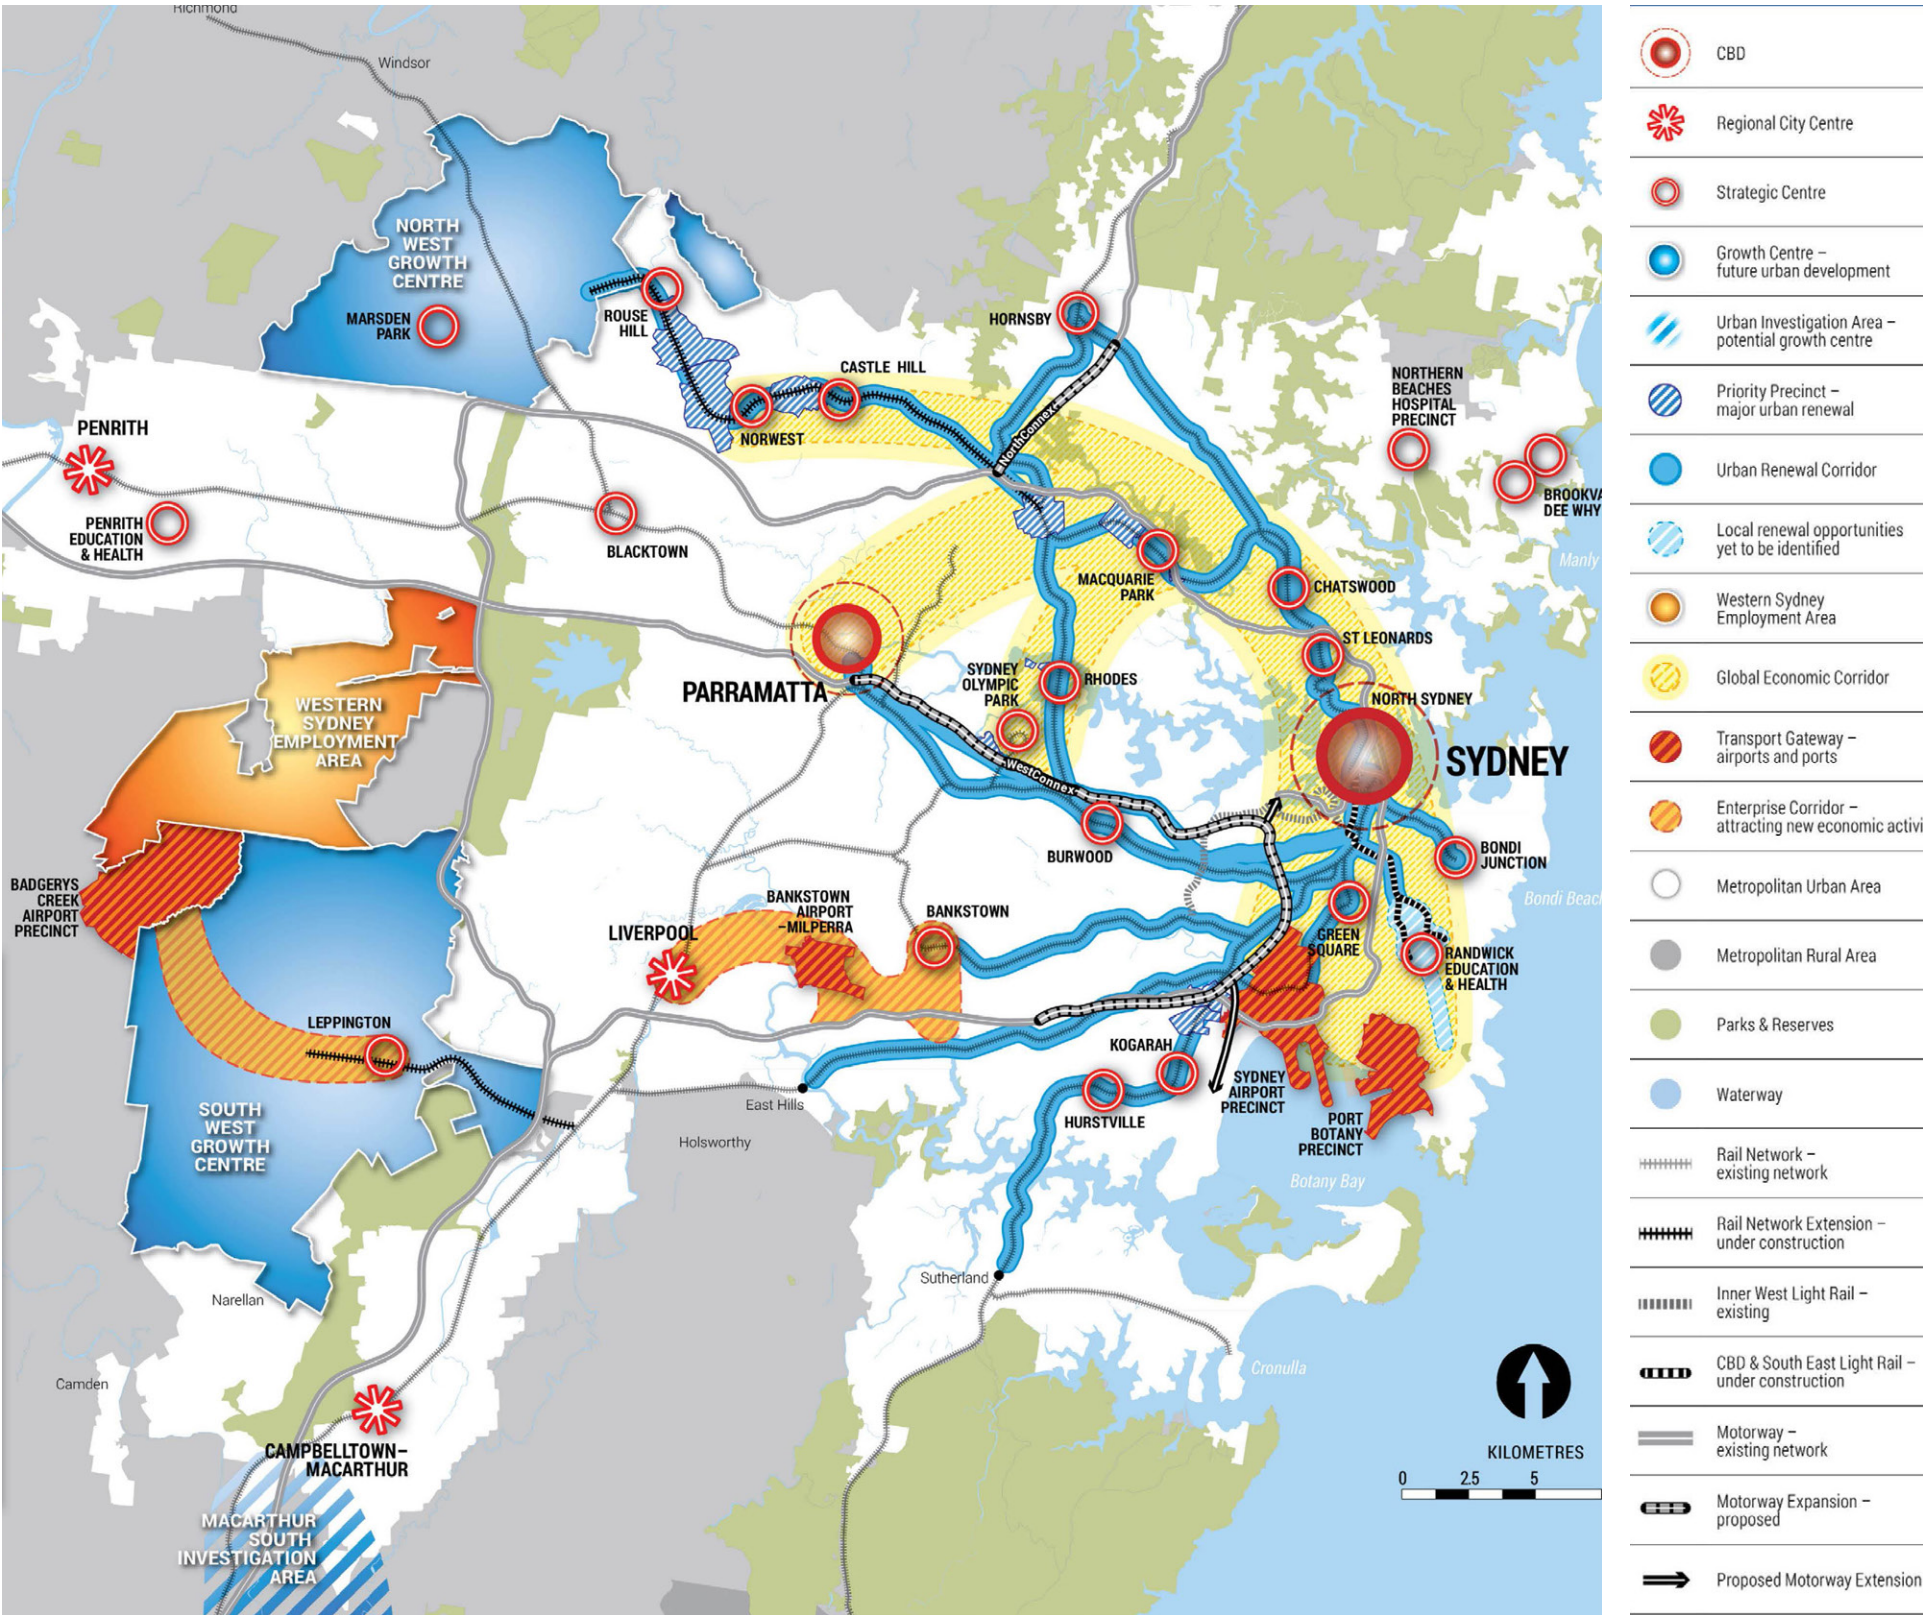 Richmond
Windsor
NORTH
WEST
GROWTH
CENTRE
MARSDEN
PARK
ROUSE
HILL
CASTLE HILL
NORWEST
HORNSBY
NorthConnex
NORTHERN
BEACHES
HOSPITAL
PRECINCT
BROOKVA
DEE WHY
Manly
PENRITH
PENRITH
EDUCATION
& HEALTH
BLACKTOWN
MACQUARIE
PARK
CHATSWOOD
ST LEONARDS
NORTH SYDNEY
SYDNEY
PARRAMATTA
SYDNEY
OLYMPIC
PARK
RHODES
WestConnex
WESTERN
SYDNEY
EMPLOYMENT
AREA
BURWOOD
BONDI
JUNCTION
Bondi Beach
BADGERYS
CREEK
AIRPORT
PRECINCT
LIVERPOOL
BANKSTOWN
AIRPORT
–MILPERRA
BANKSTOWN
GREEN
SQUARE
RANDWICK
EDUCATION
& HEALTH
LEPPINGTON
KOGARAH
HURSTVILLE
SYDNEY
AIRPORT
PRECINCT
PORT
BOTANY
PRECINCT
Botany Bay
East Hills
Holsworthy
SOUTH
WEST
GROWTH
CENTRE
Sutherland
Narellan
Camden
Cronulla
CAMPBELLTOWN–
MACARTHUR
MACARTHUR
SOUTH
INVESTIGATION
AREA
KILOMETRES
0 2.5 5
CBD
Regional City Centre
Strategic Centre
Growth Centre –
future urban development
Urban Investigation Area –
potential growth centre
Priority Precinct –
major urban renewal
Urban Renewal Corridor
Local renewal opportunities
yet to be identified
Western Sydney
Employment Area
Global Economic Corridor
Transport Gateway –
airports and ports
Enterprise Corridor –
attracting new economic activi
Metropolitan Urban Area
Metropolitan Rural Area
Parks & Reserves
Waterway
Rail Network –
existing network
Rail Network Extension –
under construction
Inner West Light Rail –
existing
CBD & South East Light Rail –
under construction
Motorway –
existing network
Motorway Expansion –
proposed
Proposed Motorway Extension